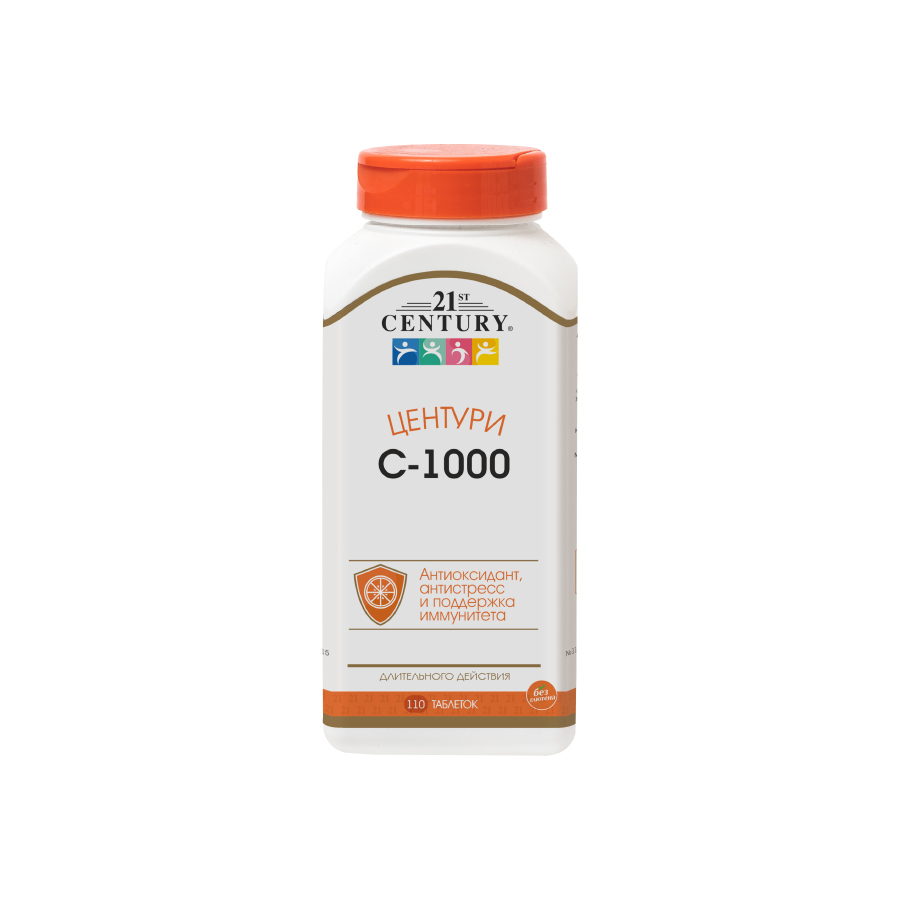 21ST
CENTURY®
ЦЕНТУРИ
С-1000
Антиоксидант,
антистресс
и поддержка
иммунитета
ДЛИТЕЛЬНОГО ДЕЙСТВИЯ
без
глютена
110 ТАБЛЕТОК